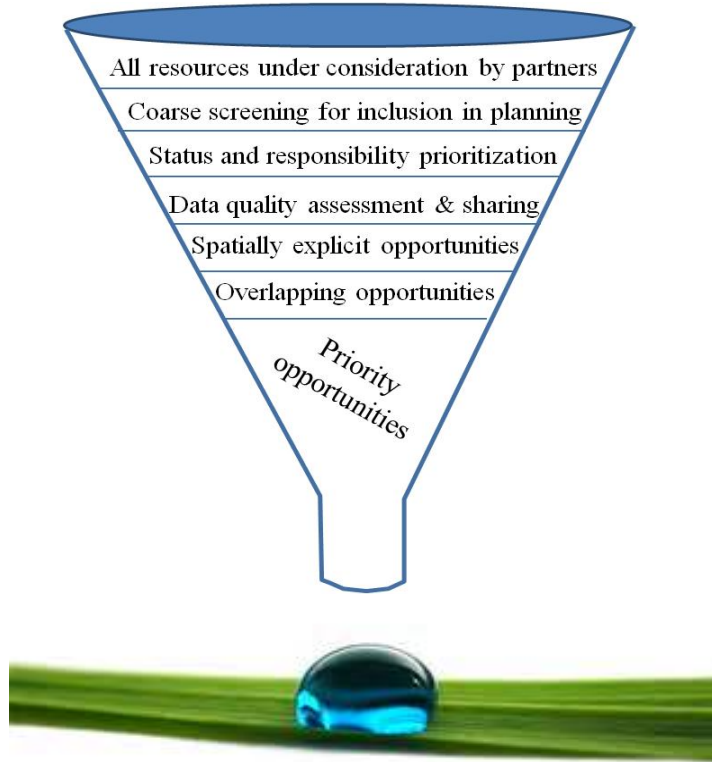 All resources under consideration by partners
Coarse screening for inclusion in planning
Status and responsibility prioritization
Data quality assessment & sharing
Spatially explicit opportunities
Overlapping opportunities
Priority
opportunities